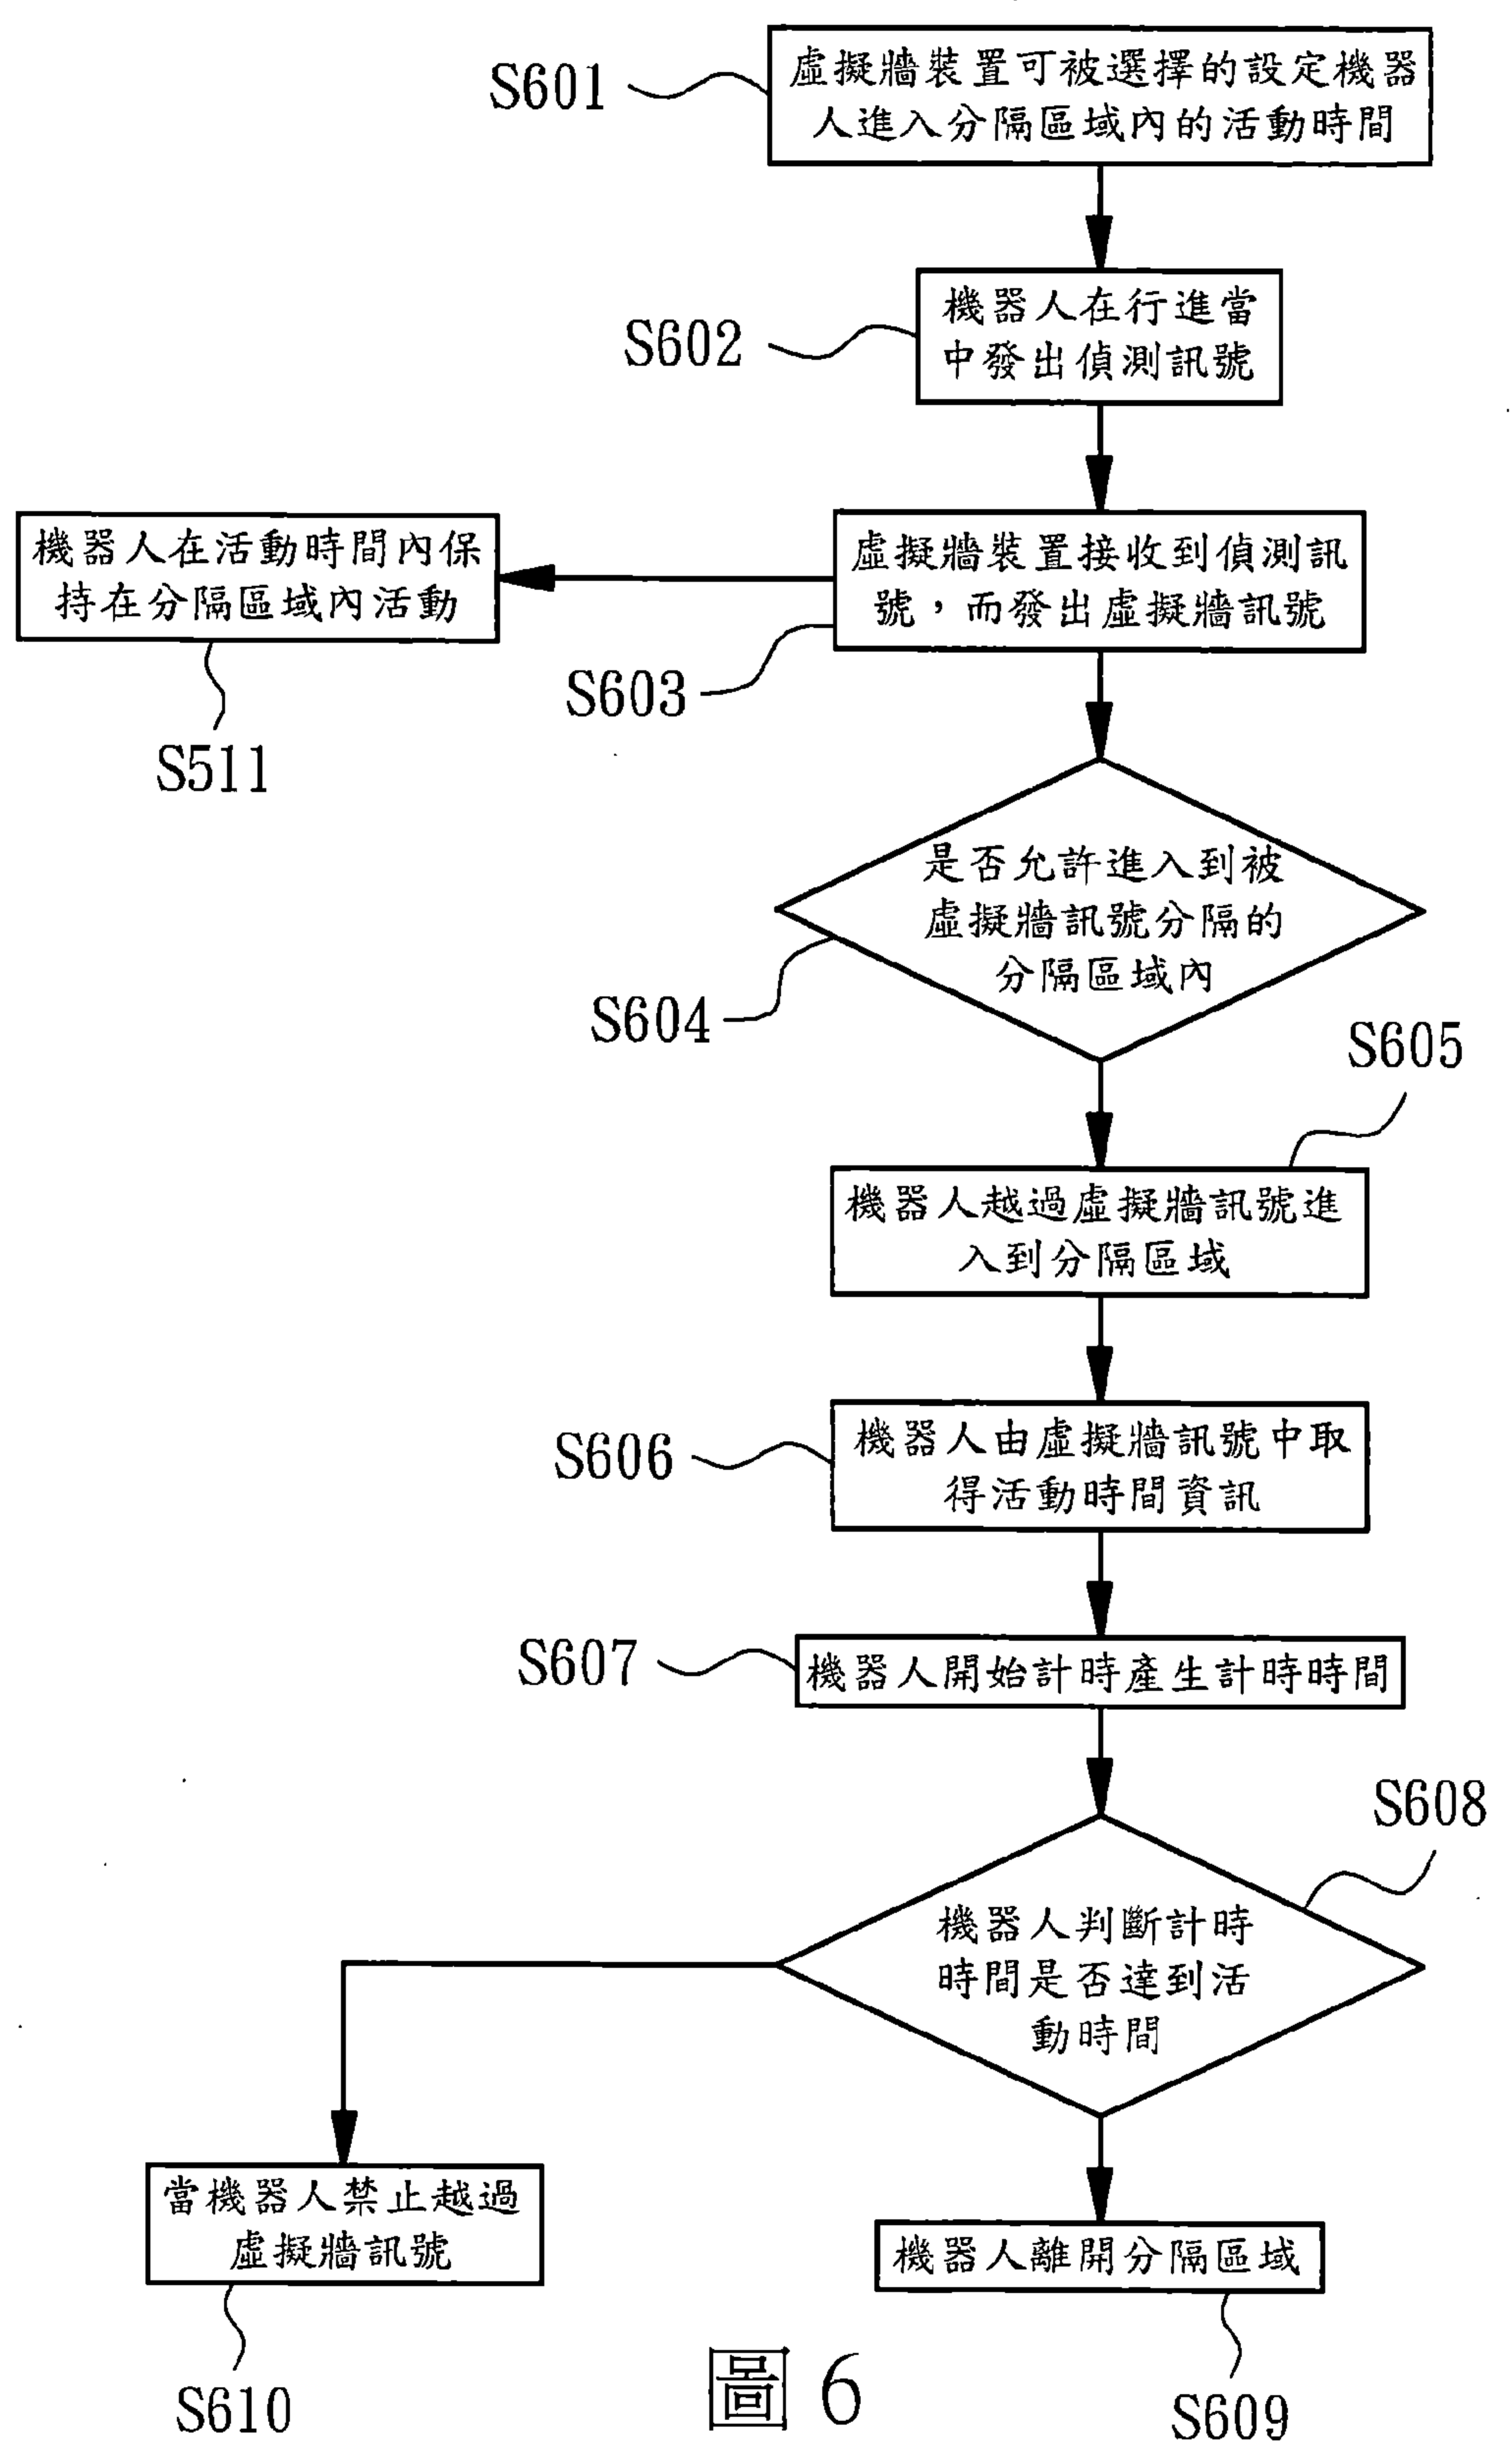 S601
虛擬牆裝置可被選擇的設定機器
人進入分隔區域內的活動時間
S602
機器人在行進當
中發出偵測訊號
機器人在活動時間內保
持在分隔區域內活動
S511
虛擬牆裝置接收到偵測訊
號，而發出虛擬牆訊號
S603
是否允許進入到被
虛擬牆訊號分隔的
分隔區域內
S604
S605
機器人越過虛擬牆訊號進
入到分隔區域
S606
機器人由虛擬牆訊號中取
得活動時間資訊
S607
機器人開始計時產生計時時間
S608
機器人判斷計時
時間是否達到活
動時間
當機器人禁止越過
虛擬牆訊號
S610
機器人離開分隔區域
S609
圖6